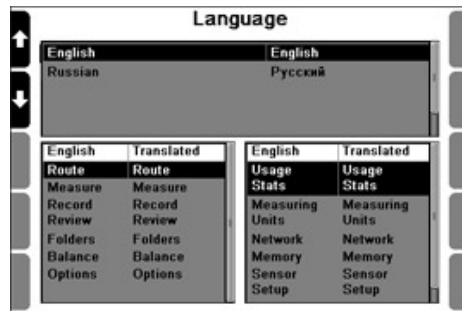 Language
English English
Russian Русский
English Translated
Route Route
Measure Measure
Record Record
Review Review
Folders Folders
Balance Balance
Options Options
English Translated
Usage Usage
Stats Stats
Measuring Measuring
Units Units
Network Network
Memory Memory
Sensor Sensor
Setup Setup